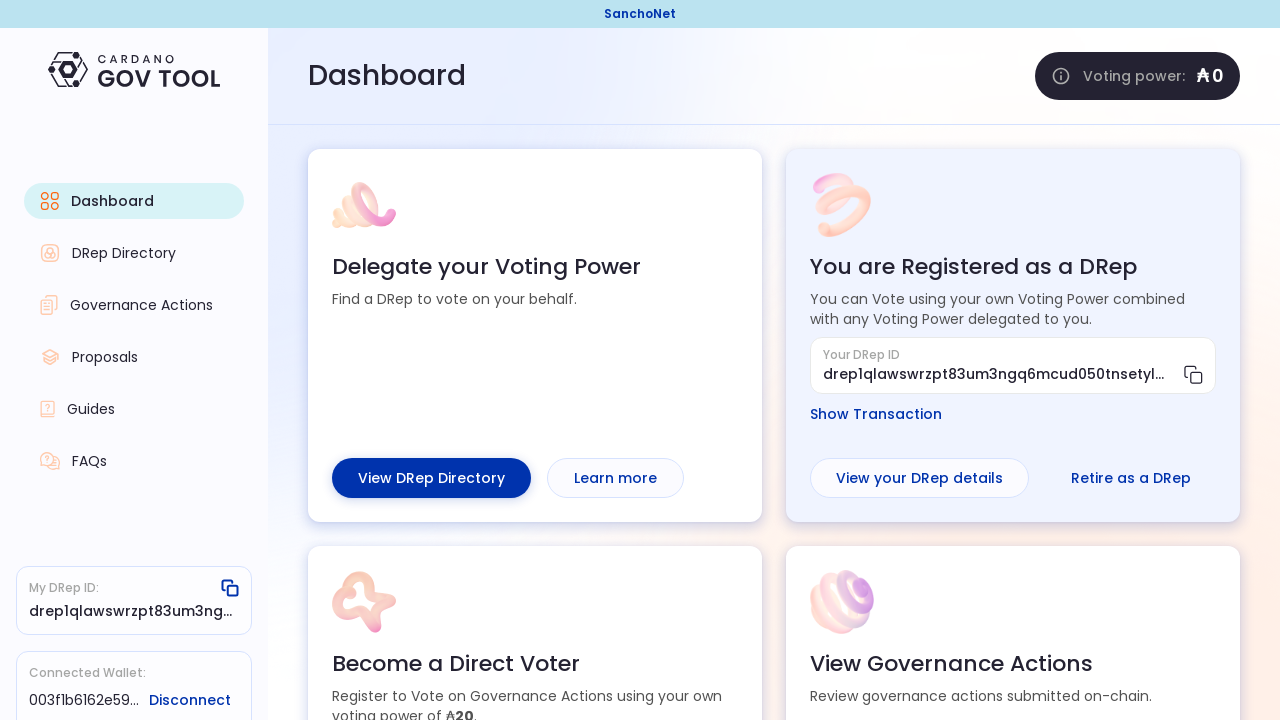 SanchoNet
CARDANO
GOV TOOL
Dashboard
DRep Directory
Governance Actions
Proposals
Guides
FAQs
My DRep ID:
drep1qlawswrzpt83um3ng...
Connected Wallet:
003f1b6162e59...
Disconnect
Dashboard
Voting power:
₳0
Delegate your Voting Power
Find a DRep to vote on your behalf.
View DRep Directory
Learn more
You are Registered as a DRep
You can Vote using your own Voting Power combined
with any Voting Power delegated to you.
Your DRep ID
drep1qlawswrzpt83um3ngq6mcud050tnsetyl...
Show Transaction
View your DRep details
Retire as a DRep
Become a Direct Voter
Register to Vote on Governance Actions using your own
voting power of ₳20.
View Governance Actions
Review governance actions submitted on-chain.